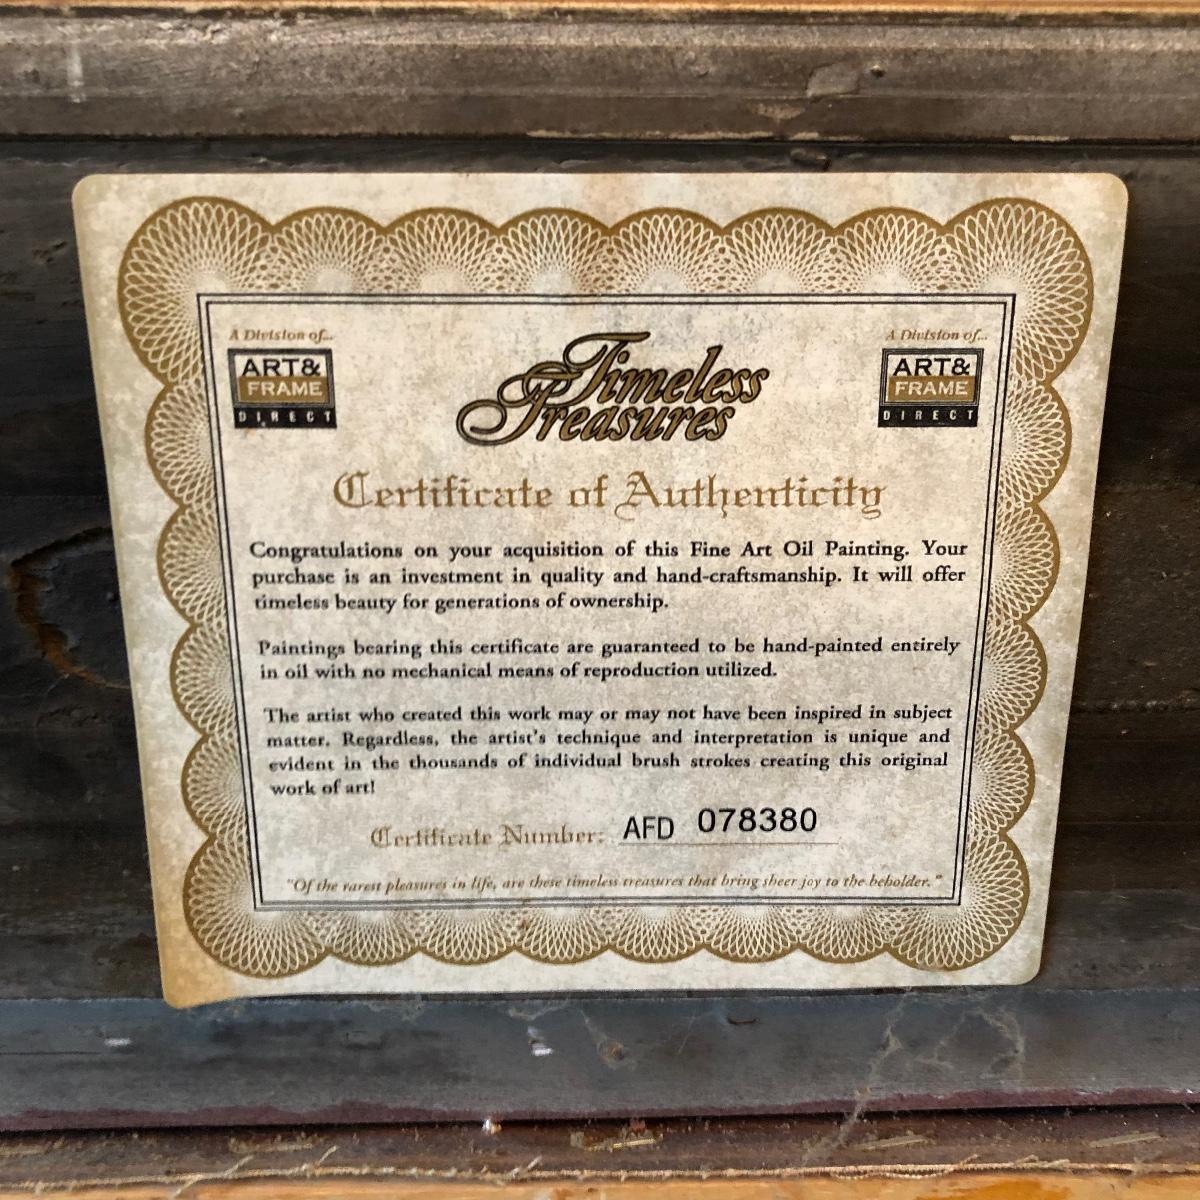 A Division of...
ART&
FRAME
DIRECT
Timeless
Treasures
A Division of...
ART&
FRAME
DIRECT
Certificate of Authenticity
Congratulations on your acquisition of this Fine Art Oil Painting. Your
purchase is an investment in quality and hand-craftsmanship. It will offer
timeless beauty for generations of ownership.
Paintings bearing this certificate are guaranteed to be hand-painted entirely
in oil with no mechanical means of reproduction utilized.
The artist who created this work may or may not have been inspired in subject
matter. Regardless, the artist's technique and interpretation is unique and
evident in the thousands of individual brush strokes creating this original
work of art!
Certificate Number: AFD 078380
"Of the rarest pleasures in life, are these timeless treasures that bring sheer joy to the beholder."